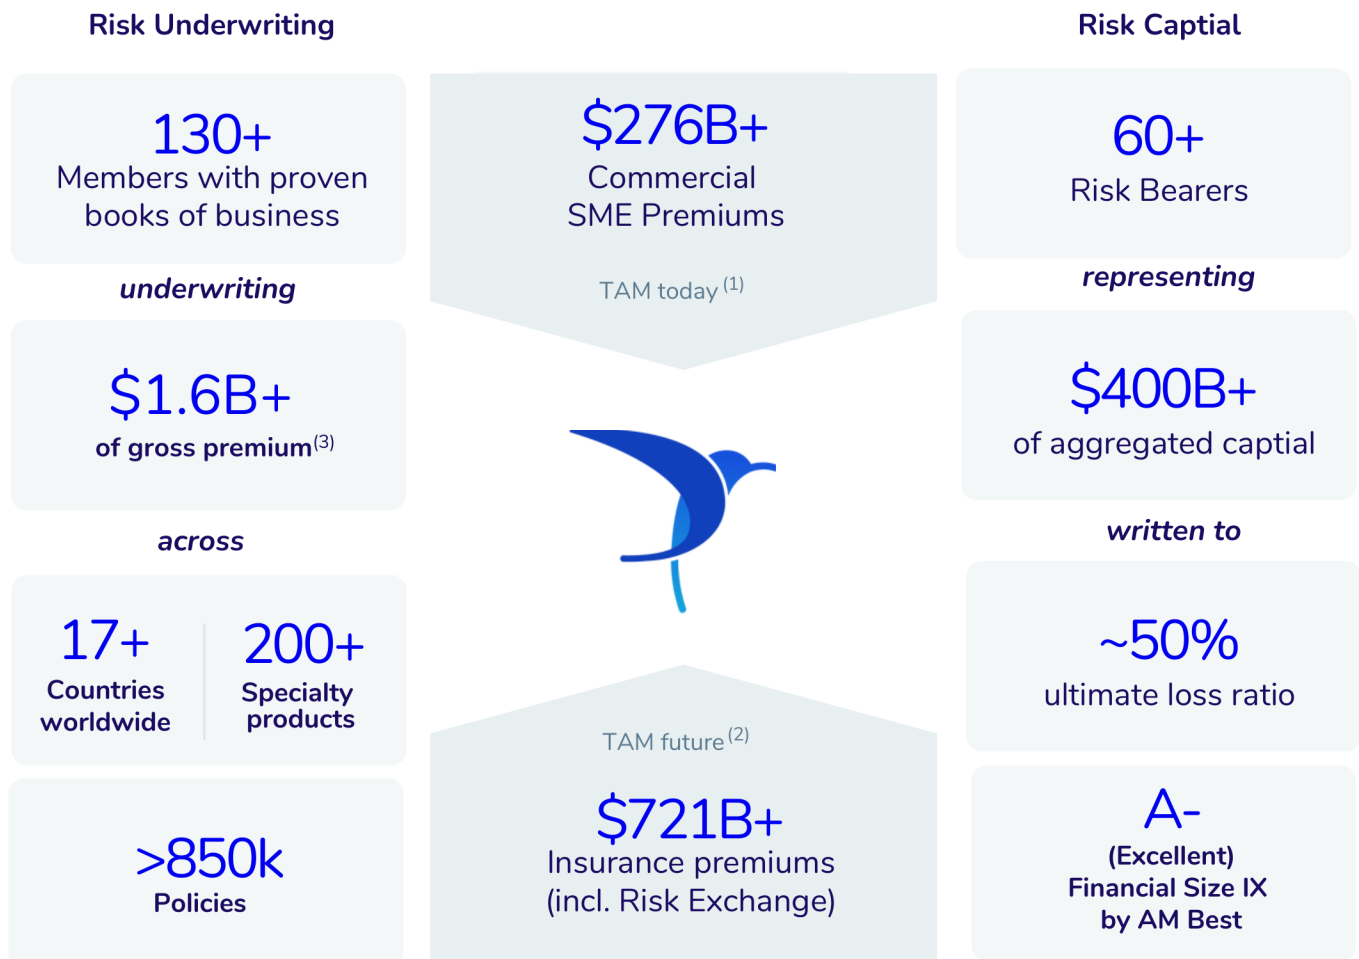 Risk Underwriting
130+
Members with proven
books of business
underwriting
$1.6B+
of gross premium(3)
across
17+
Countries
worldwide
200+
Specialty
products
>850k
Policies
$276B+
Commercial
SME Premiums
TAM today (1)
TAM future (2)
$721B+
Insurance premiums
(incl. Risk Exchange)
Risk Captial
60+
Risk Bearers
representing
$400B+
of aggregated captial
written to
~50%
ultimate loss ratio
A-
(Excellent)
Financial Size IX
by AM Best